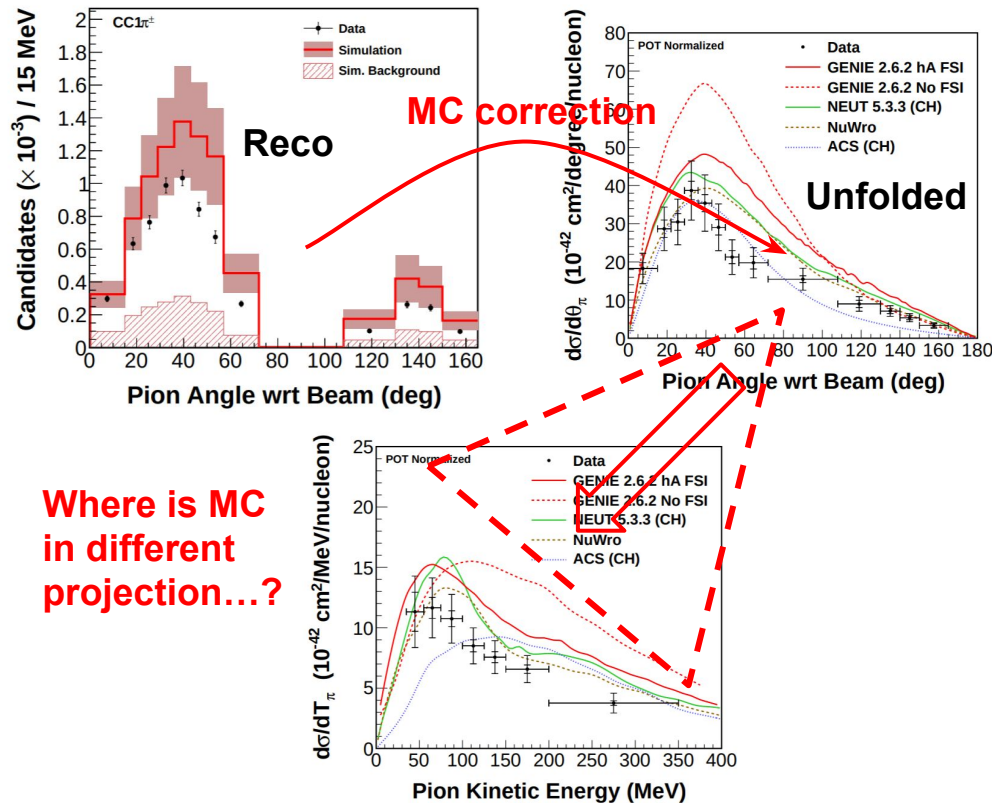 CC1π±
Data
Simulation
Sim. Background
Candidates (× 10⁻³) / 15 MeV
2
1.8
1.6
1.4
1.2
1
0.8
0.6
0.4
0.2
0
0 20 40 60 80 100 120 140 160
Pion Angle wrt Beam (deg)
Reco
MC correction
POT Normalized
Data
GENIE 2.6.2 hA FSI
GENIE 2.6.2 No FSI
NEUT 5.3.3 (CH)
NuWro
ACS (CH)
Unfolded
dσ/dθπ (10⁻⁴² cm²/degree/nucleon)
80
70
60
50
40
30
20
10
0
0 20 40 60 80 100 120 140 160 180
Pion Angle wrt Beam (deg)
Where is MC
in different
projection…?
POT Normalized
Data
GENIE 2.6.2 hA FSI
GENIE 2.6.2 No FSI
NEUT 5.3.3 (CH)
NuWro
ACS (CH)
dσ/dTπ (10⁻⁴² cm²/MeV/nucleon)
25
20
15
10
5
0
0 50 100 150 200 250 300 350 400
Pion Kinetic Energy (MeV)